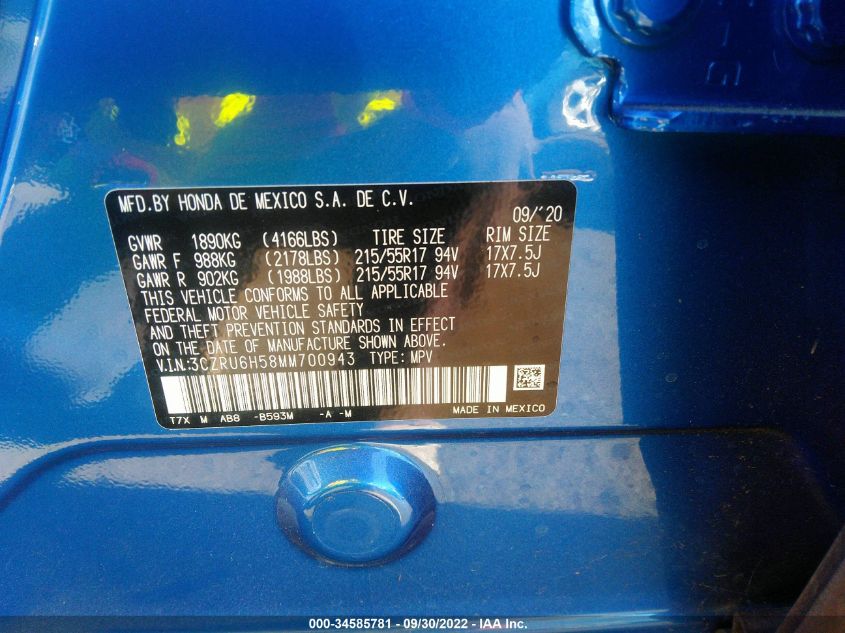 MFD.BY HONDA DE MEXICO S.A. DE C.V.
09/'20
GVWR 1890KG (4166LBS) TIRE SIZE RIM SIZE
GAWR F 988KG (2178LBS) 215/55R17 94V 17X7.5J
GAWR R 902KG (1988LBS) 215/55R17 94V 17X7.5J
THIS VEHICLE CONFORMS TO ALL APPLICABLE
FEDERAL MOTOR VEHICLE SAFETY
AND THEFT PREVENTION STANDARDS IN EFFECT
ON THE DATE OF MANUFACTURE SHOWN ABOVE.
V.IN:3CZRU6H58MM700943 TYPE: MPV
T7X M AB8 -B593M -A -M MADE IN MEXICO
000-34585781 - 09/30/2022 - IAA Inc.